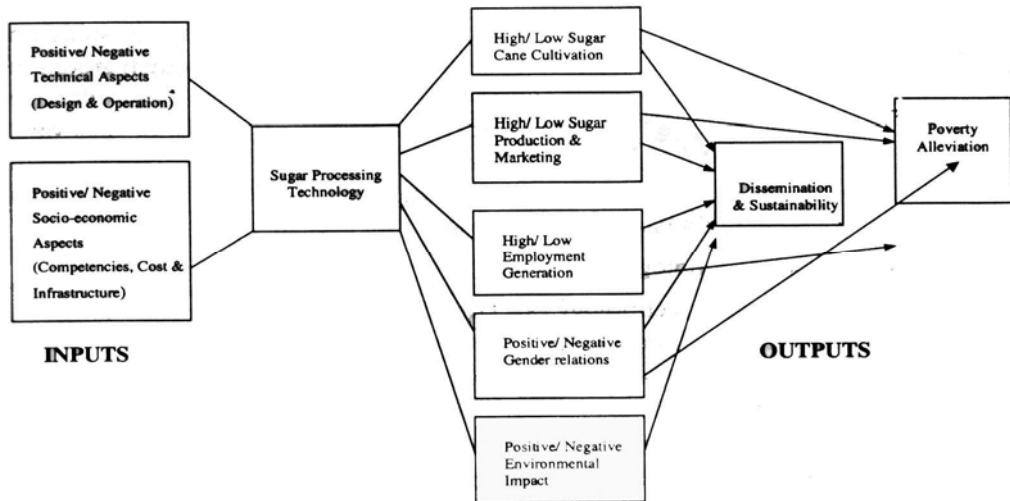 Positive/ Negative
Technical Aspects
(Design & Operation)
Positive/ Negative
Socio-economic
Aspects
(Competencies, Cost &
Infrastructure)
INPUTS
Sugar Processing
Technology
High/ Low Sugar
Cane Cultivation
High/ Low Sugar
Production &
Marketing
High/ Low
Employment
Generation
Positive/ Negative
Gender relations
Positive/ Negative
Environmental
Impact
Dissemination
& Sustainability
Poverty
Alleviation
OUTPUTS